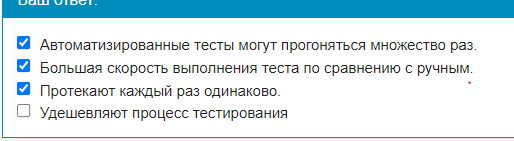 Ваш ответ:
Автоматизированные тесты могут прогоняться множество раз.
Большая скорость выполнения теста по сравнению с ручным.
Протекают каждый раз одинаково.
Удешевляют процесс тестирования